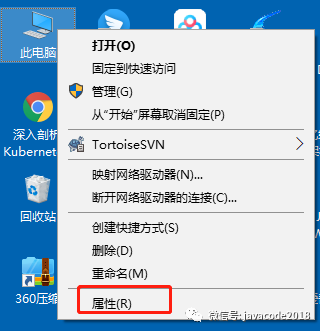 此电脑
打开(O)
固定到快速访问
管理(G)
从“开始”屏幕取消固定(P)
深入剖析
Kubernet
TortoiseSVN
映射网络驱动器(N)...
断开网络驱动器的连接(C)...
回收站
创建快捷方式(S)
删除(D)
重命名(M)
360压缩
属性(R)
微信号: javacode2018